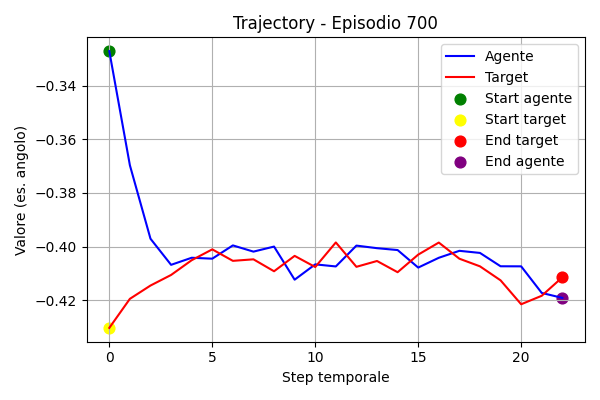 Trajectory - Episodio 700
Agente
Target
Start agente
Start target
End target
End agente
Valore (es. angolo)
−0.34
−0.36
−0.38
−0.40
−0.42
0
5
10
15
20
Step temporale